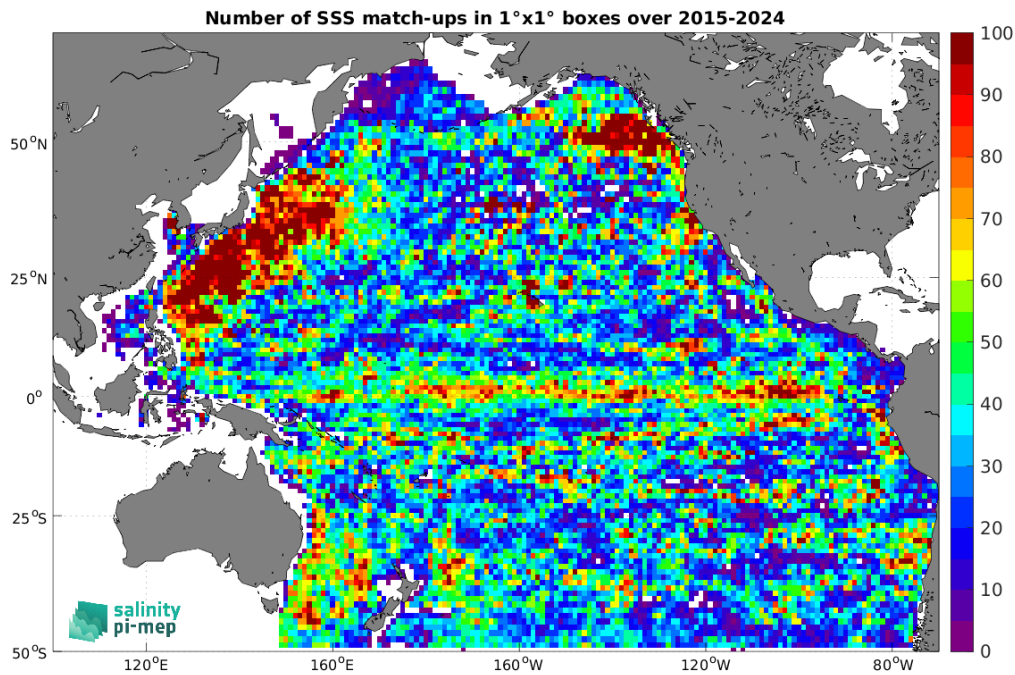 Number of SSS match-ups in 1°x1° boxes over 2015-2024
50°N
25°N
0°
25°S
50°S
120°E
160°E
160°W
120°W
80°W
100
90
80
70
60
50
40
30
20
10
0
salinity
pi-mep